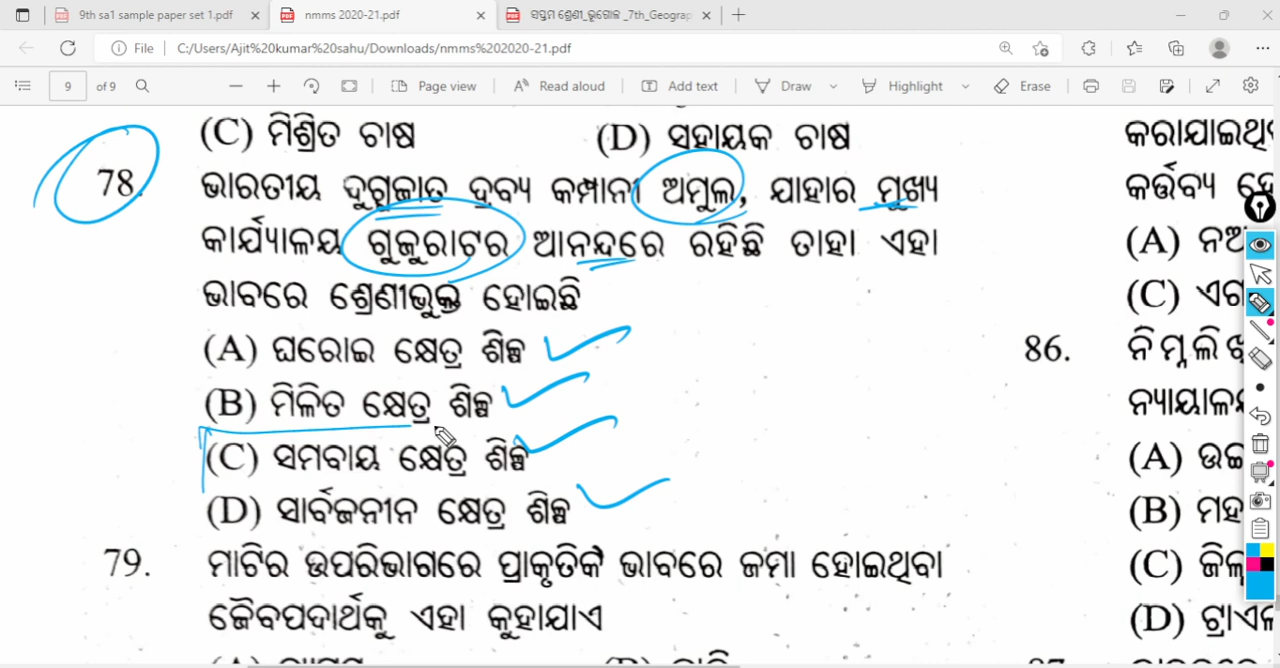 9th sa1 sample paper set 1.pdf
nmms 2020-21.pdf
ସପ୍ତମ ଶ୍ରେଣୀ_ଭୂଗୋଳ _7th_Geograp
File
C:/Users/Ajit%20kumar%20sahu/Downloads/nmms%202020-21.pdf
9 of 9
Page view
Read aloud
Add text
Draw
Highlight
Erase
(C) ମିଶ୍ରିତ ଚାଷ (D) ସହାୟକ ଚାଷ
78. ଭାରତୀୟ ଦୁଗ୍ଧଜାତ ଦ୍ରବ୍ୟ କମ୍ପାନୀ ଅମୁଲ, ଯାହାର ମୁଖ୍ୟ
କାର୍ଯ୍ୟାଳୟ ଗୁଜୁରାଟର ଆନନ୍ଦରେ ରହିଛି ତାହା ଏହା
ଭାବରେ ଶ୍ରେଣୀଭୁକ୍ତ ହୋଇଛି
(A) ଘରୋଇ କ୍ଷେତ୍ର ଶିଳ୍ପ
(B) ମିଳିତ କ୍ଷେତ୍ର ଶିଳ୍ପ
(C) ସମବାୟ କ୍ଷେତ୍ର ଶିଳ୍ପ
(D) ସାର୍ବଜନୀନ କ୍ଷେତ୍ର ଶିଳ୍ପ
79. ମାଟିର ଉପରିଭାଗରେ ପ୍ରାକୃତିକ ଭାବରେ ଜମା ହୋଇଥିବା
ଜୈବପଦାର୍ଥକୁ ଏହା କୁହାଯାଏ
(A)
(B)
(C)
86.
(A)
(B)
(C)
(D)